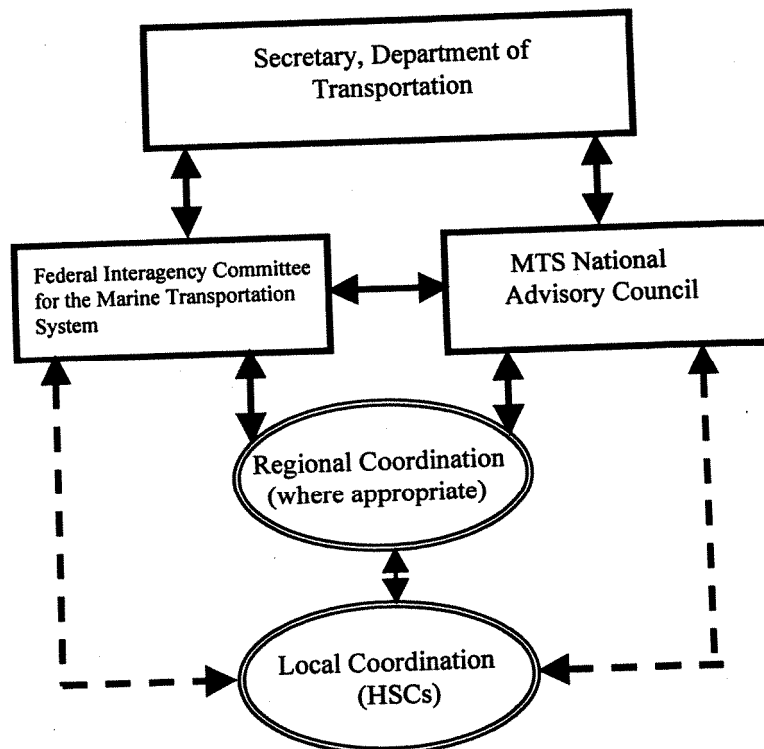 Secretary, Department of
Transportation
Federal Interagency Committee
for the Marine Transportation
System
MTS National
Advisory Council
Regional Coordination
(where appropriate)
Local Coordination
(HSCs)